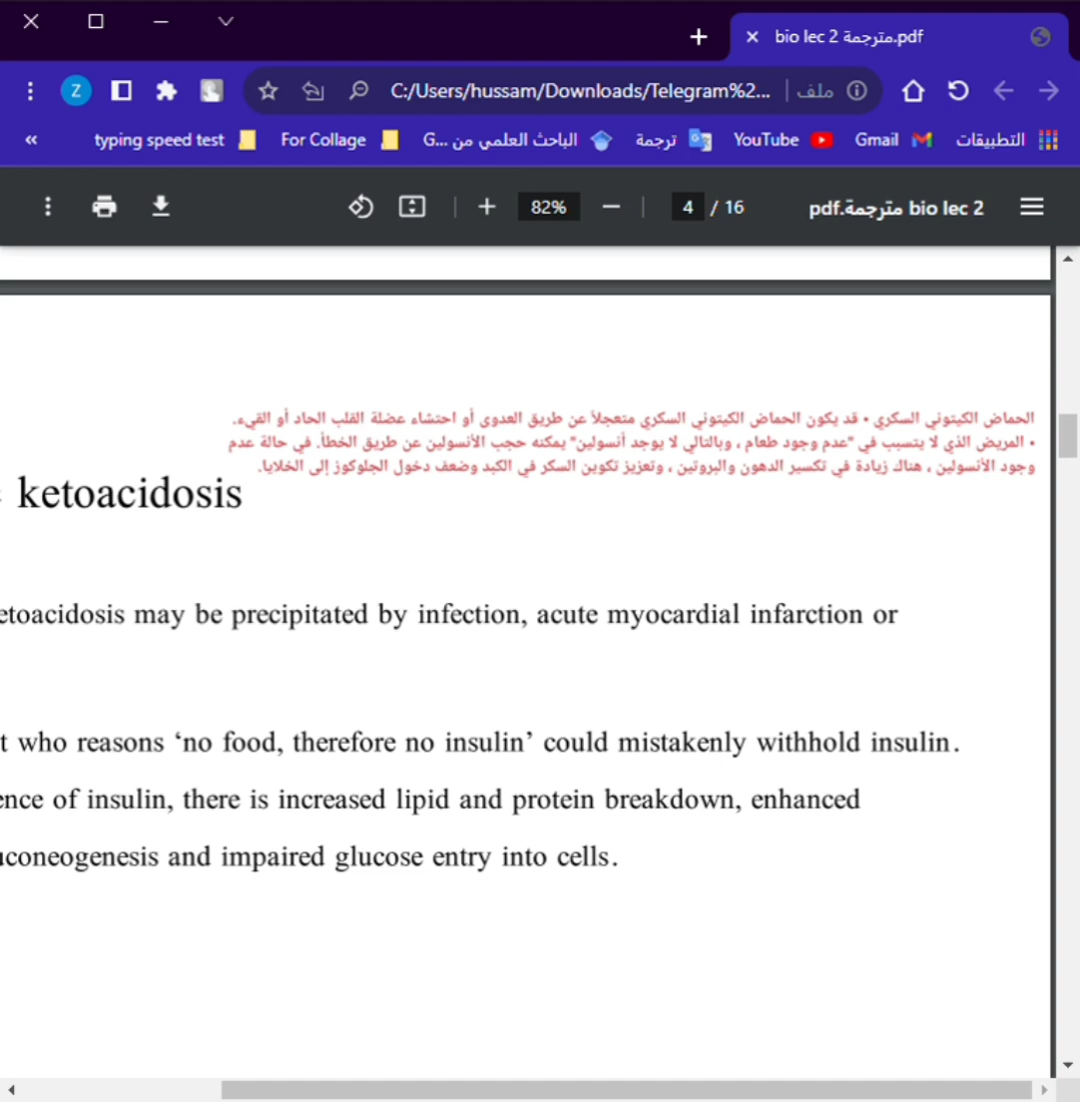 bio lec 2 مترجمة.pdf
C:/Users/hussam/Downloads/Telegram%2... | ملف
التطبيقات Gmail YouTube ترجمة الباحث العلمي من G... For Collage typing speed test
bio lec 2 مترجمة.pdf 4 / 16 82%
الحماض الكيتوني السكري • قد يكون الحماض الكيتوني السكري متعجلاً عن طريق العدوى أو احتشاء عضلة القلب الحاد أو القيء.
• المريض الذي لا يتسبب في "عدم وجود طعام ، وبالتالي لا يوجد أنسولين" يمكنه حجب الأنسولين عن طريق الخطأ. في حالة عدم
وجود الأنسولين ، هناك زيادة في تكسير الدهون والبروتين ، وتعزيز تكوين السكر في الكبد وضعف دخول الجلوكوز إلى الخلايا.
ketoacidosis
etoacidosis may be precipitated by infection, acute myocardial infarction or
t who reasons ‘no food, therefore no insulin’ could mistakenly withhold insulin.
ence of insulin, there is increased lipid and protein breakdown, enhanced
uconeogenesis and impaired glucose entry into cells.